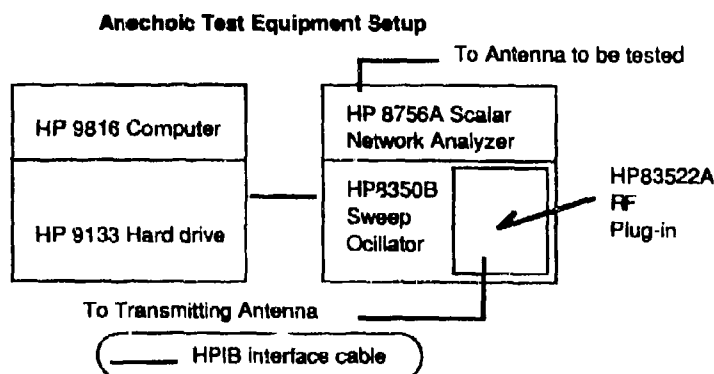 Anechoic Test Equipment Setup
To Antenna to be tested
HP 9816 Computer
HP 9133 Hard drive
HP 8756A Scalar
Network Analyzer
HP8350B
Sweep
Ocillator
HP83522A
RF
Plug-in
To Transmitting Antenna
HPIB interface cable